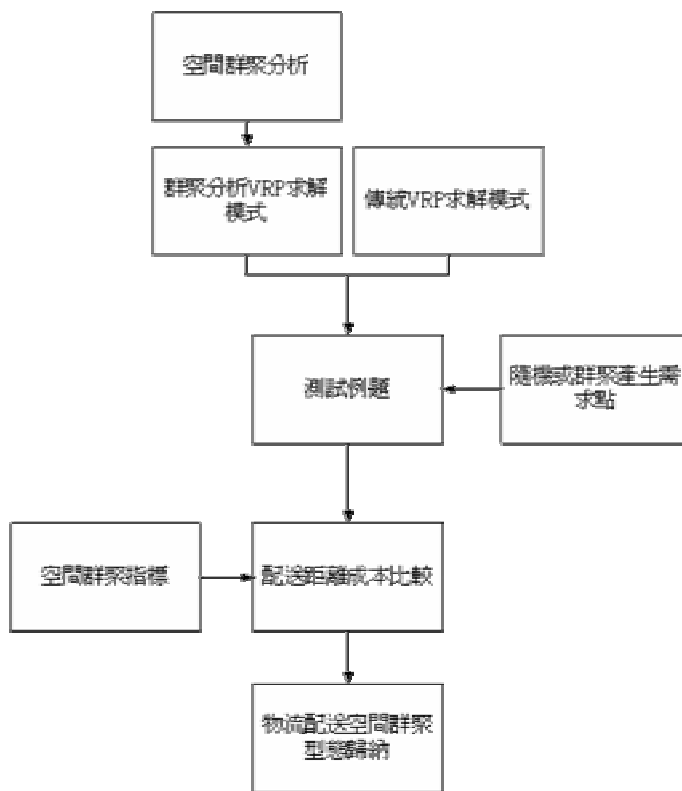 空間群聚分析
群聚分析VRP求解
模式
傳統VRP求解模式
測試例題
隨機或群聚產生需
求點
空間群聚指標
配送距離成本比較
物流配送空間群聚
型態歸納